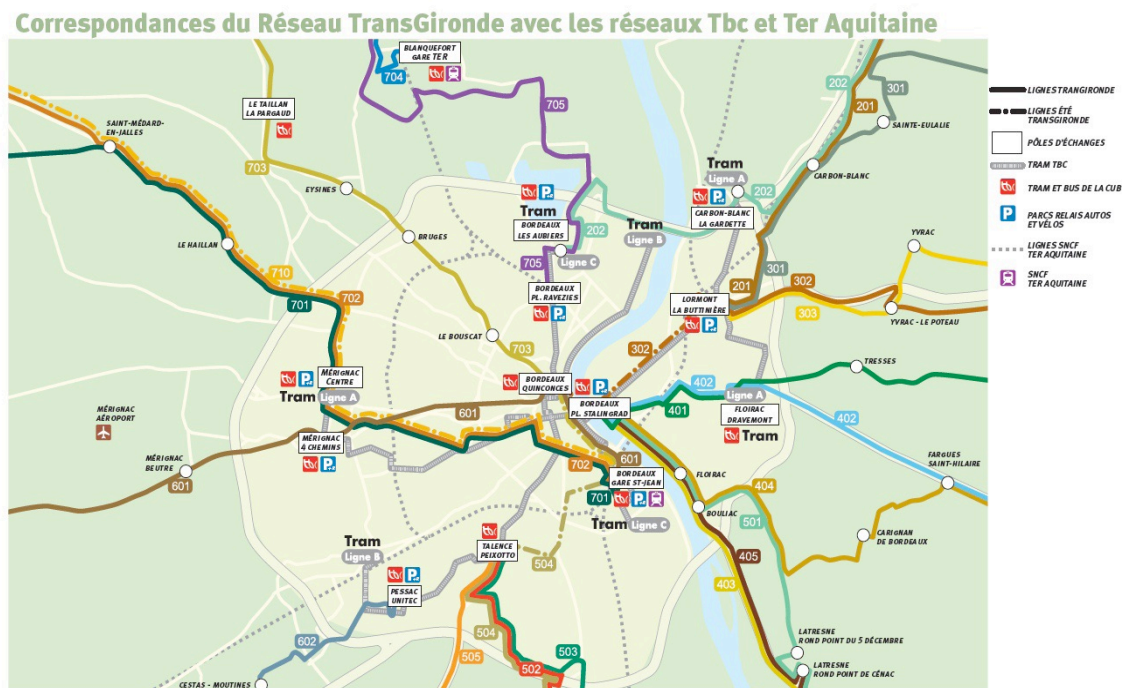 Correspondances du Réseau TransGironde avec les réseaux Tbc et Ter Aquitaine
BLANQUEFORT
GARE TER
704
705
LE TAILLAN
LA PARGAUD
703
SAINT-MÉDARD-
EN-JALLES
EYSINES
BRUGES
LE HAILLAN
710
701
702
LE BOUSCAT
703
Tram
BORDEAUX
LES AUBIERS
202
Ligne C
705
BORDEAUX
PL. RAVEZIES
Tram
Ligne B
Tram
Ligne A
CARBON-BLANC
LA GARDETTE
202
202
201
301
SAINTE-EULALIE
CARBON-BLANC
YVRAC
301
201
302
303
YVRAC - LE POTEAU
LORMONT
LA BUTTINIÈRE
302
TRESSES
402
401
Ligne A
FLOIRAC
DRAVEMONT
Tram
402
FARGUES
SAINT-HILAIRE
MÉRIGNAC
CENTRE
Tram
Ligne A
601
BORDEAUX
QUINCONCES
BORDEAUX
PL. STALINGRAD
MÉRIGNAC
AÉROPORT
MÉRIGNAC
4 CHEMINS
MÉRIGNAC
BEUTRE
601
702
601
BORDEAUX
GARE ST-JEAN
701
Tram
Ligne C
FLOIRAC
BOULIAC
404
501
CARIGNAN
DE BORDEAUX
405
403
Tram
Ligne B
TALENCE
PEIXOTTO
504
PESSAC
UNITEC
602
504
505
502
503
CESTAS - MOUTINES
LATRESNE
ROND POINT DU 5 DÉCEMBRE
LATRESNE
ROND POINT DE CÉNAC
LIGNES TRANGIRONDE
LIGNES ÉTÉ
TRANSGIRONDE
PÔLES D'ÉCHANGES
TRAM TBC
TRAM ET BUS DE LA CUB
P
PARCS RELAIS AUTOS
ET VÉLOS
LIGNES SNCF
TER AQUITAINE
SNCF
TER AQUITAINE